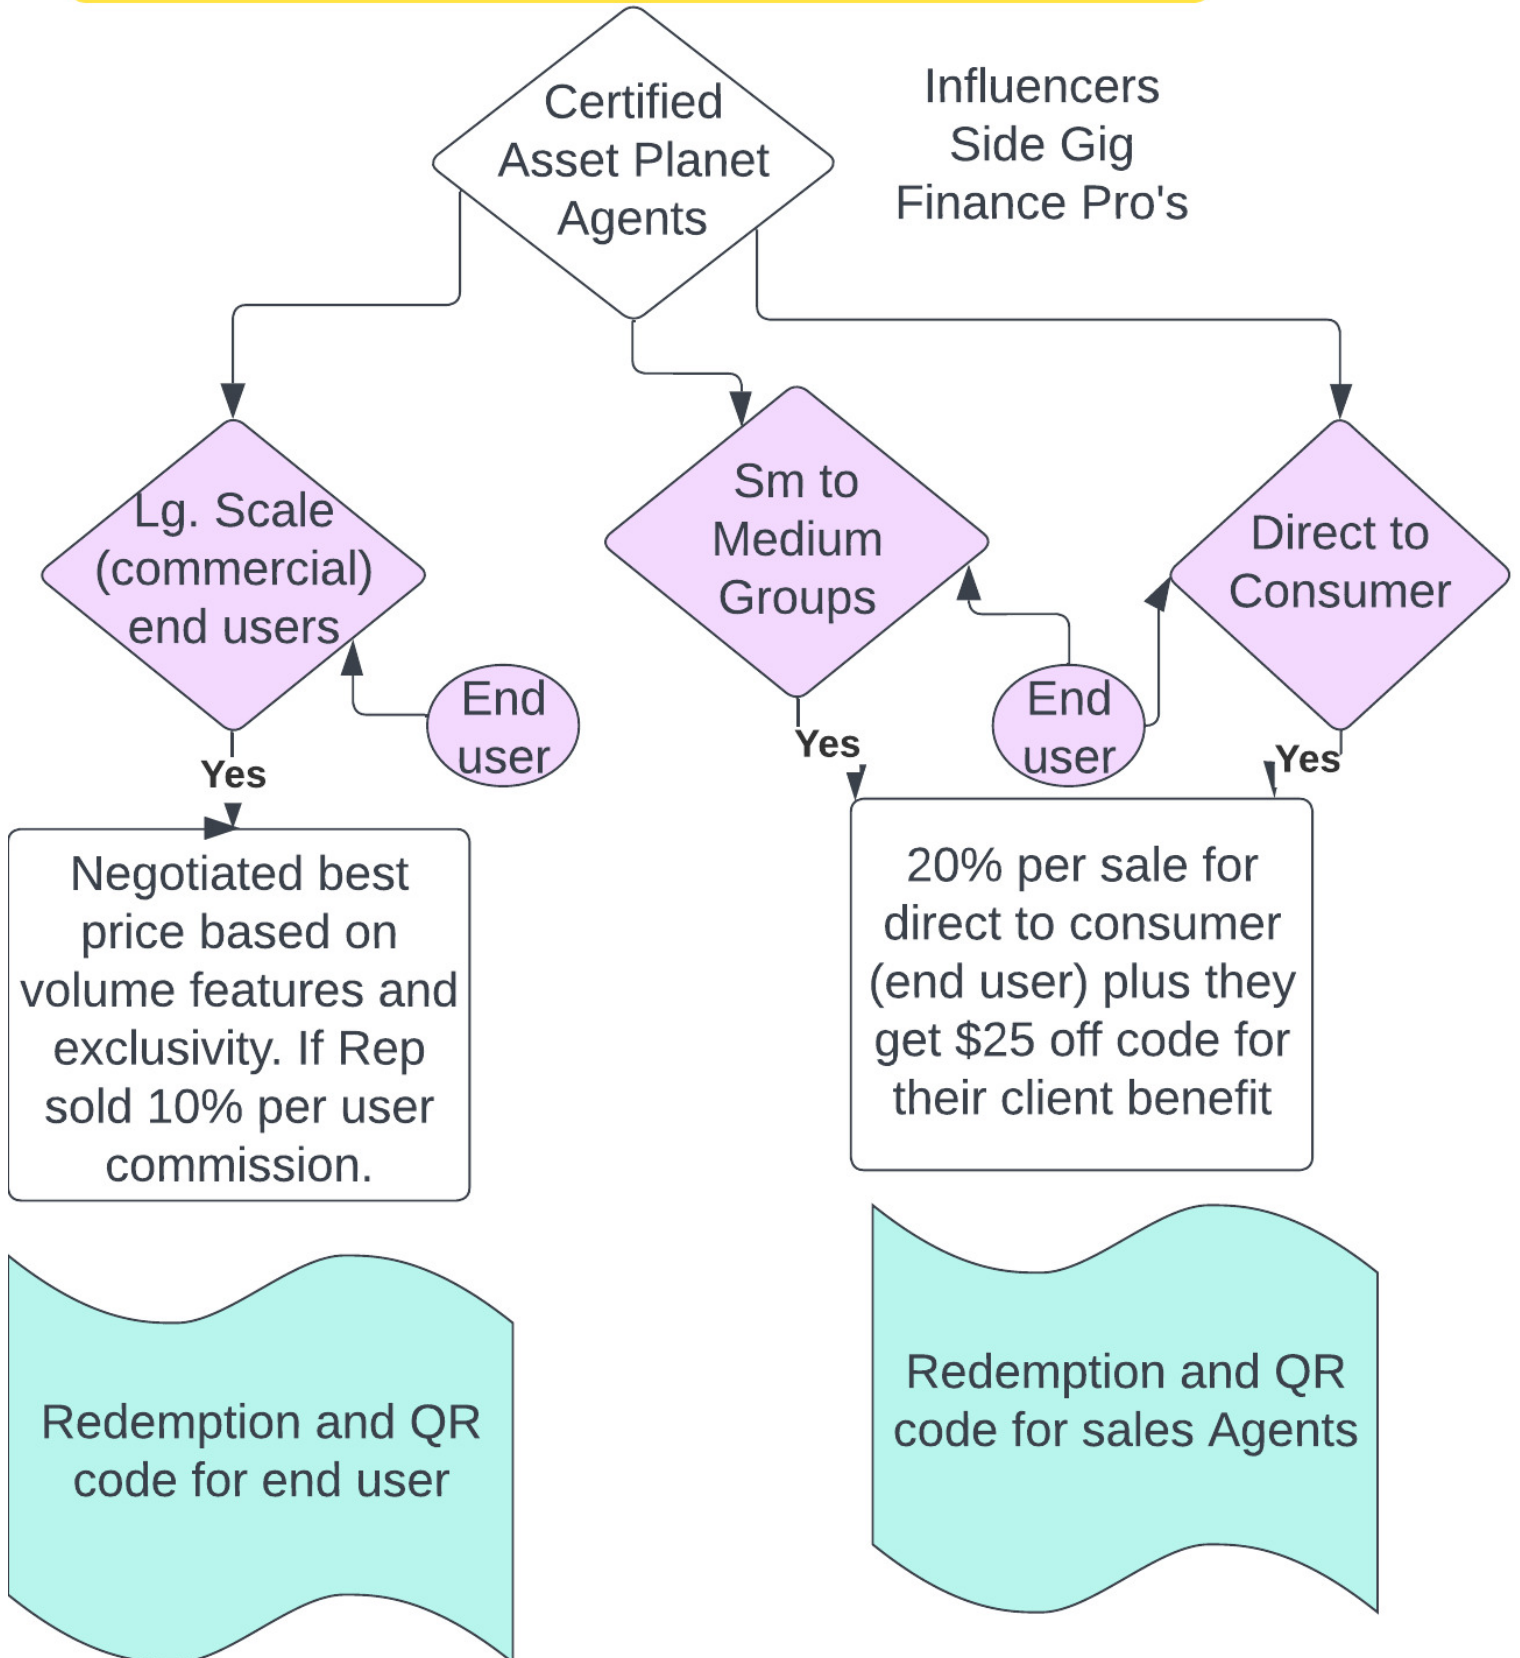 Certified
Asset Planet
Agents
Influencers
Side Gig
Finance Pro's
Lg. Scale
(commercial)
end users
Sm to
Medium
Groups
Direct to
Consumer
End
user
End
user
Yes
Yes
Yes
Negotiated best
price based on
volume features and
exclusivity. If Rep
sold 10% per user
commission.
20% per sale for
direct to consumer
(end user) plus they
get $25 off code for
their client benefit
Redemption and QR
code for end user
Redemption and QR
code for sales Agents